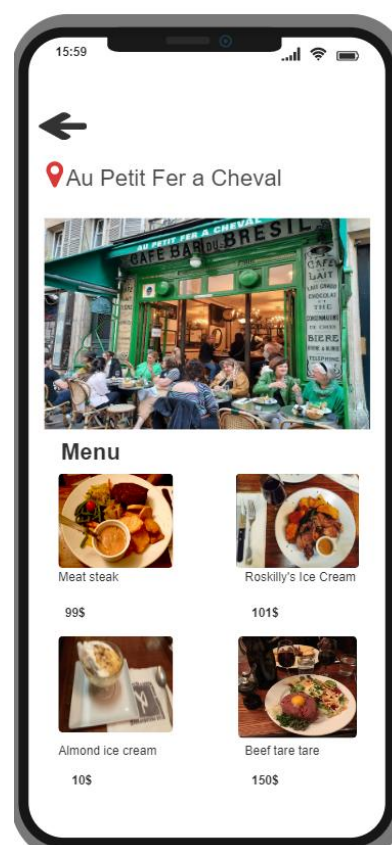 15:59
Au Petit Fer a Cheval
AU PETIT FER A CHEVAL
CAFE BAR DU BRESIL
CAFE
LAIT
CHOCOLAT
THE
BIERE
TELEPHONE
Menu
Meat steak
Roskilly's Ice Cream
99$
101$
Almond ice cream
Beef tare tare
10$
150$